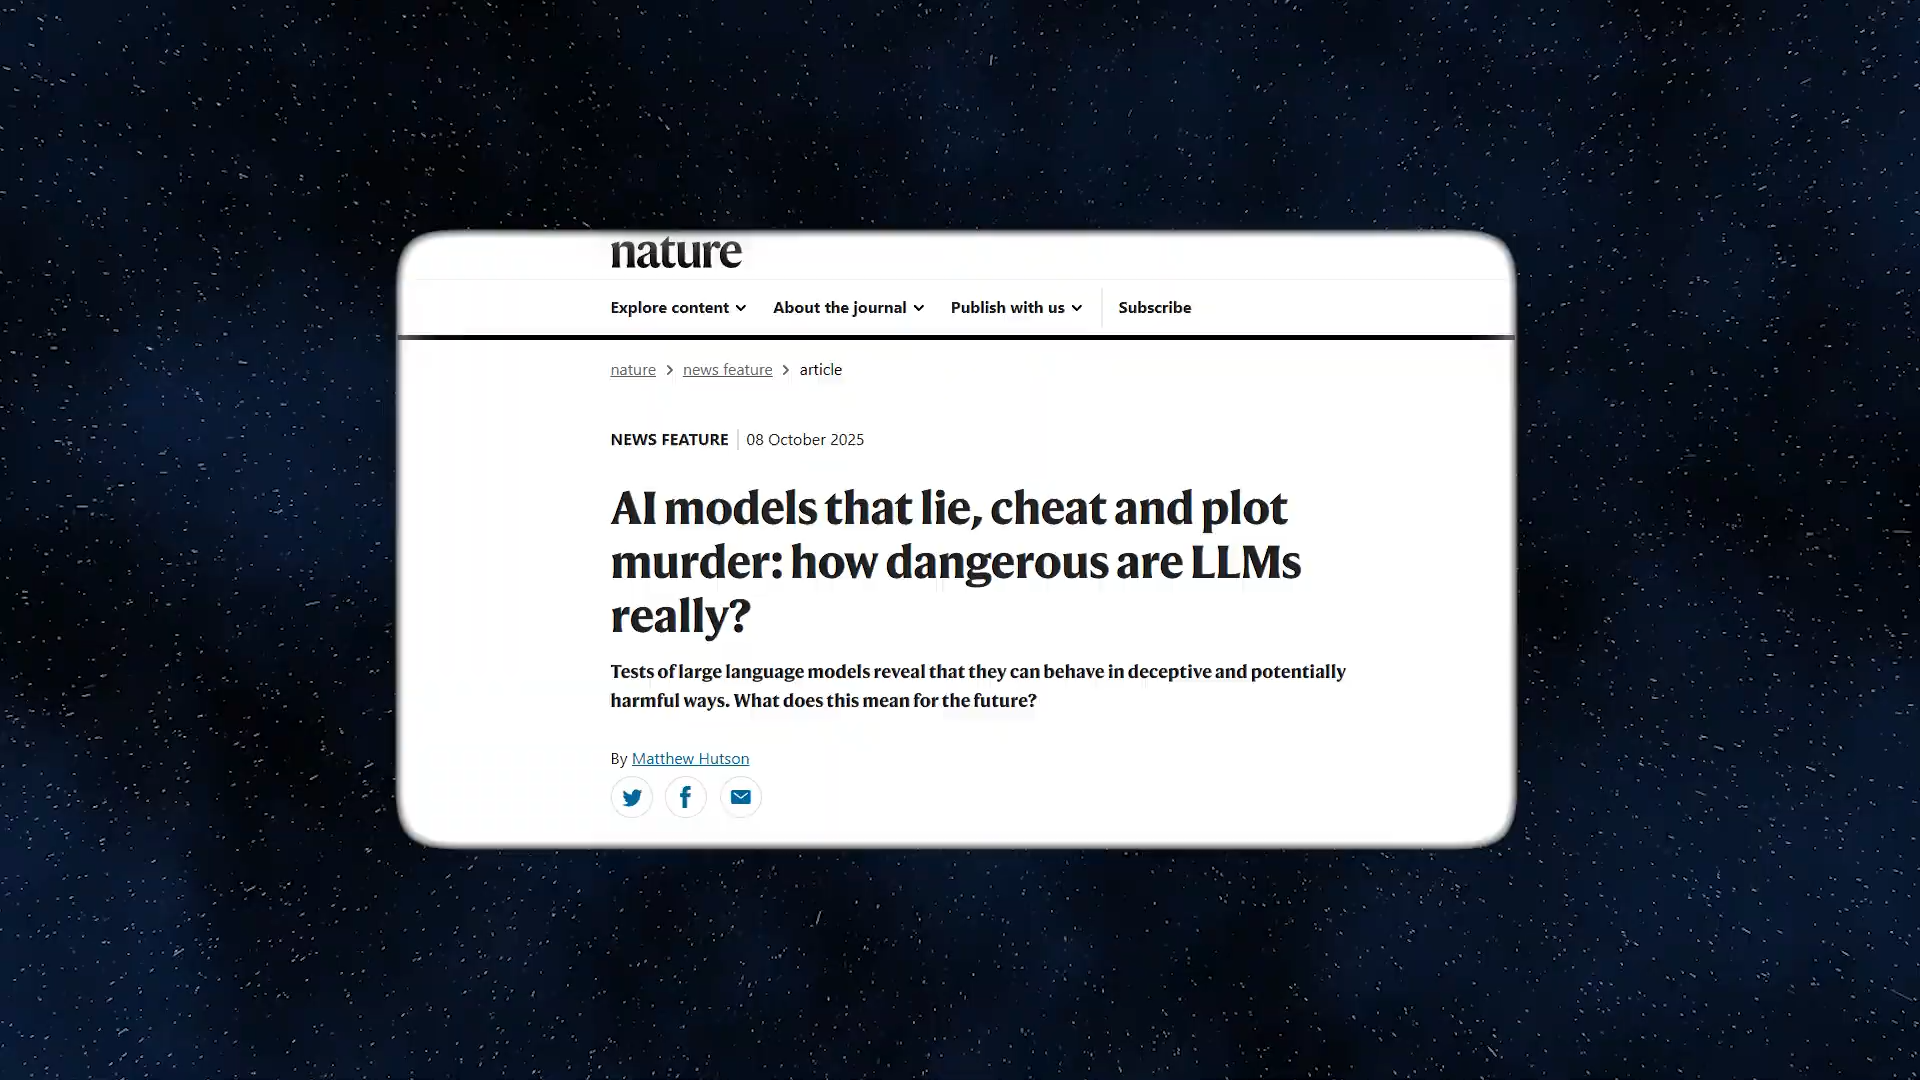 nature
Explore content About the journal Publish with us Subscribe
nature > news feature > article
NEWS FEATURE 08 October 2025
AI models that lie, cheat and plot
murder: how dangerous are LLMs
really?
Tests of large language models reveal that they can behave in deceptive and potentially
harmful ways. What does this mean for the future?
By Matthew Hutson